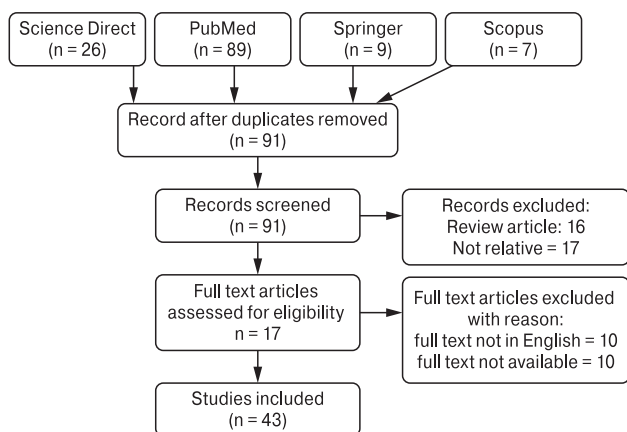 Science Direct
(n = 26)
PubMed
(n = 89)
Springer
(n = 9)
Scopus
(n = 7)
Record after duplicates removed
(n = 91)
Records screened
(n = 91)
Records excluded:
Review article: 16
Not relative = 17
Full text articles
assessed for eligibility
n = 17
Full text articles excluded
with reason:
full text not in English = 10
full text not available = 10
Studies included
(n = 43)